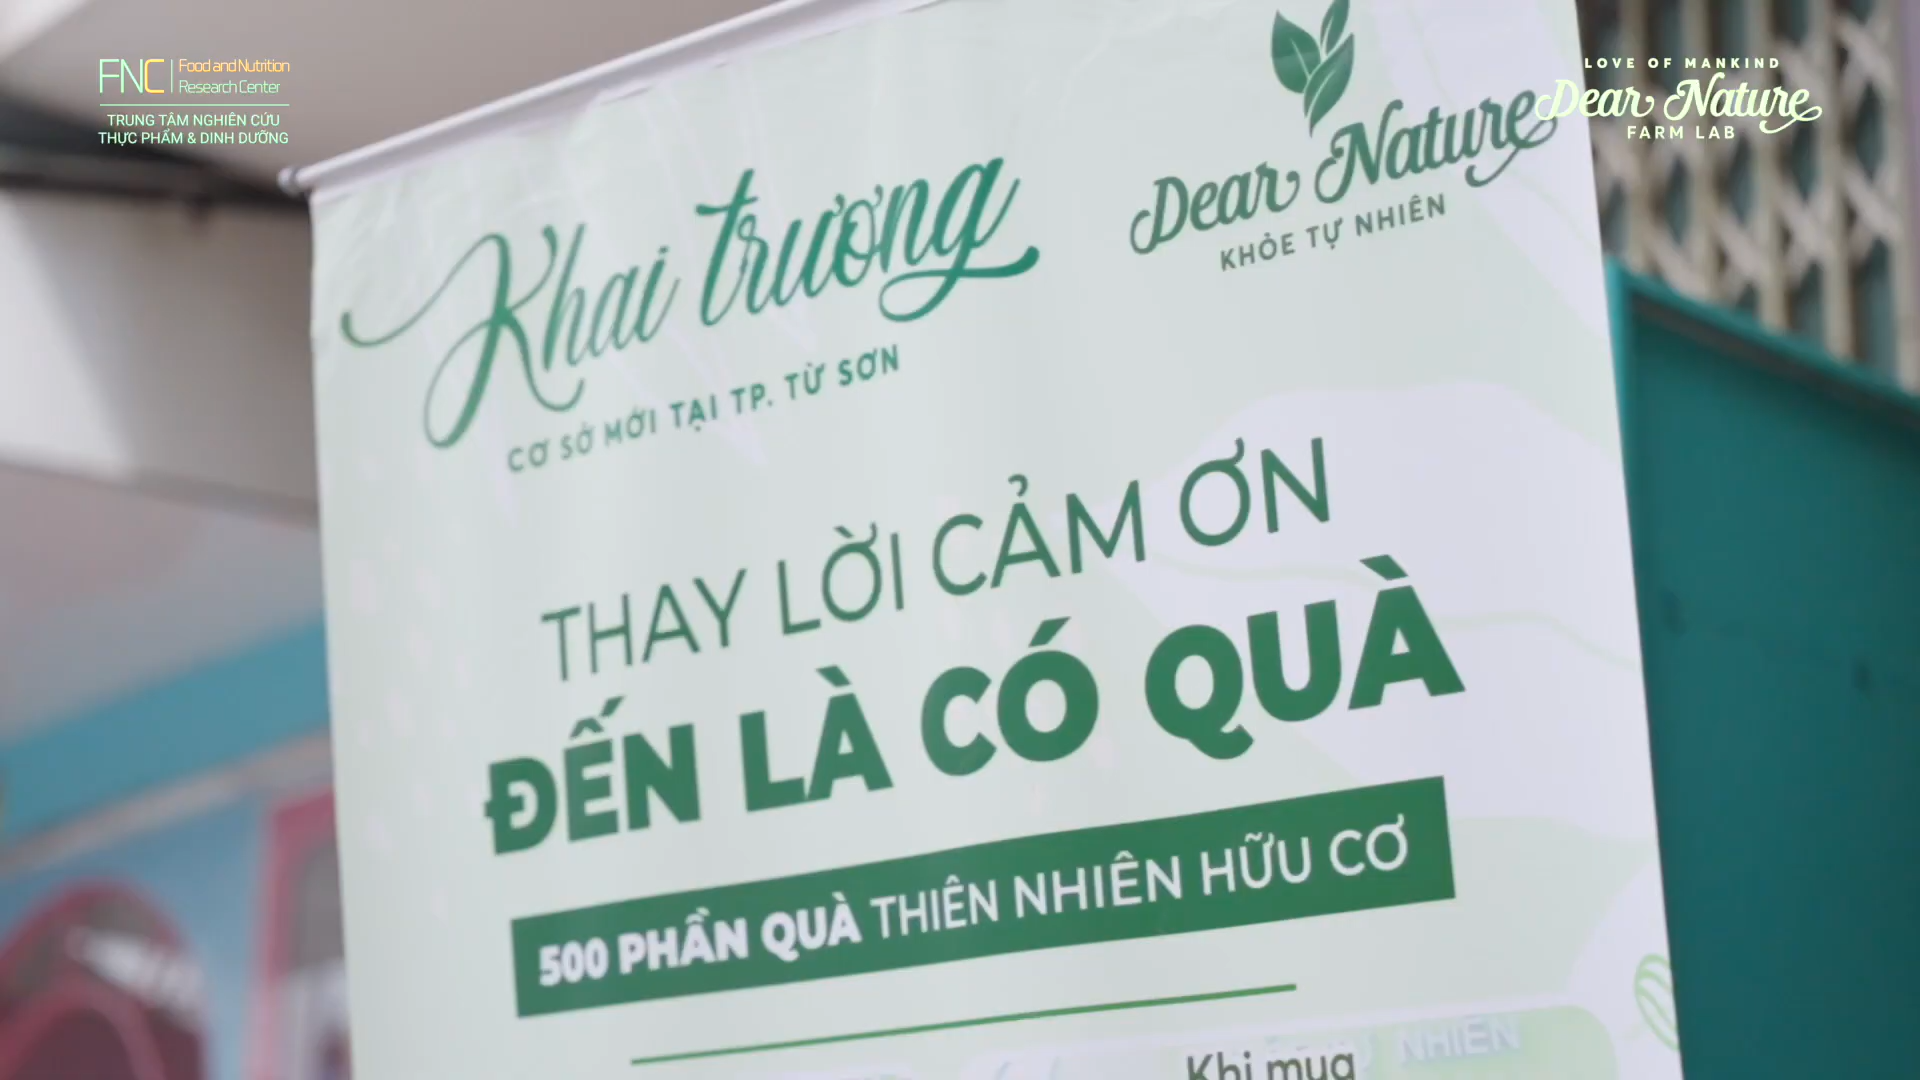 FNC Food and Nutrition
Research Center
TRUNG TÂM NGHIÊN CỨU
THỰC PHẨM & DINH DƯỠNG
LOVE OF MANKIND
Dear Nature
FARM LAB
Dear Nature
KHỎE TỰ NHIÊN
Khai trương
CƠ SỞ MỚI TẠI TP. TỪ SƠN
THAY LỜI CẢM ƠN
ĐẾN LÀ CÓ QUÀ
500 PHẦN QUÀ THIÊN NHIÊN HỮU CƠ
NHIÊN
Khi mua